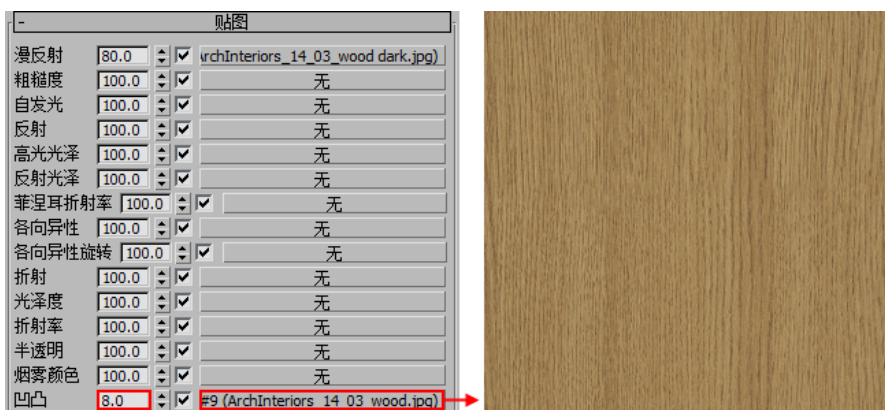 - 贴图
漫反射 80.0 rchInteriors_14_03_wood dark.jpg)
粗糙度 100.0 无
自发光 100.0 无
反射 100.0 无
高光光泽 100.0 无
反射光泽 100.0 无
菲涅耳折射率 100.0 无
各向异性 100.0 无
各向异性旋转 100.0 无
折射 100.0 无
光泽度 100.0 无
折射率 100.0 无
半透明 100.0 无
烟雾颜色 100.0 无
凹凸 8.0 #9 (ArchInteriors_14_03_wood.jpg)